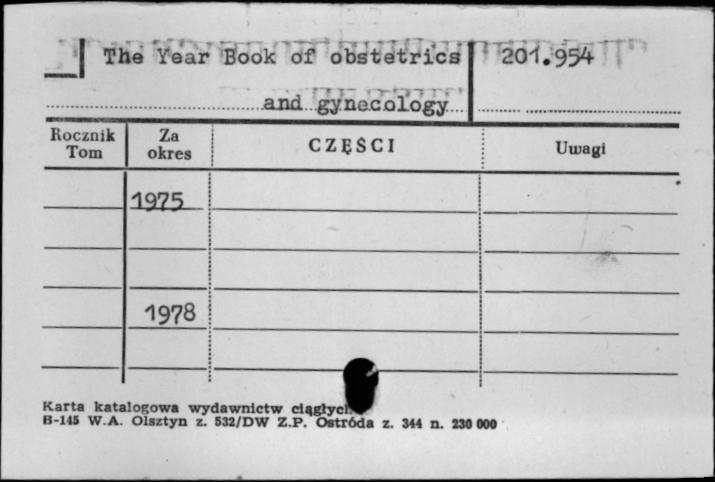 The Year Book of obstetrics 201.954
and gynecology
Rocznik Tom Za okres CZĘŚCI Uwagi
1975
1978
Karta katalogowa wydawnictw ciągłych
B-145 W.A. Olsztyn z. 532/DW Z.P. Ostróda z. 344 n. 230 000